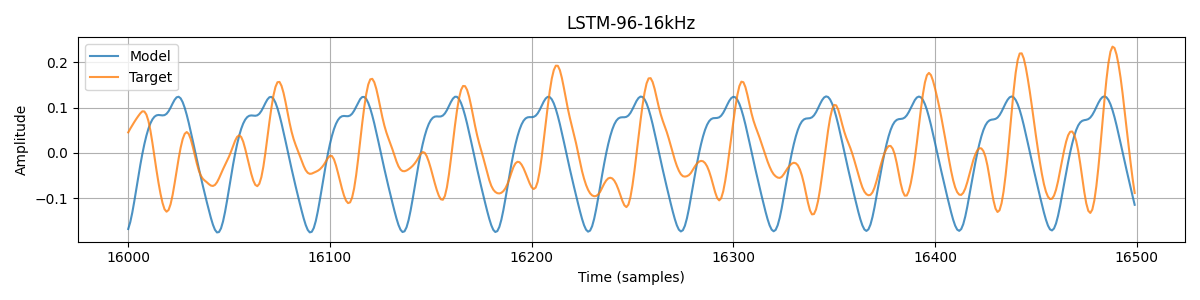 LSTM-96-16kHz
Model
Target
Amplitude
0.2
0.1
0.0
−0.1
16000
16100
16200
16300
16400
16500
Time (samples)